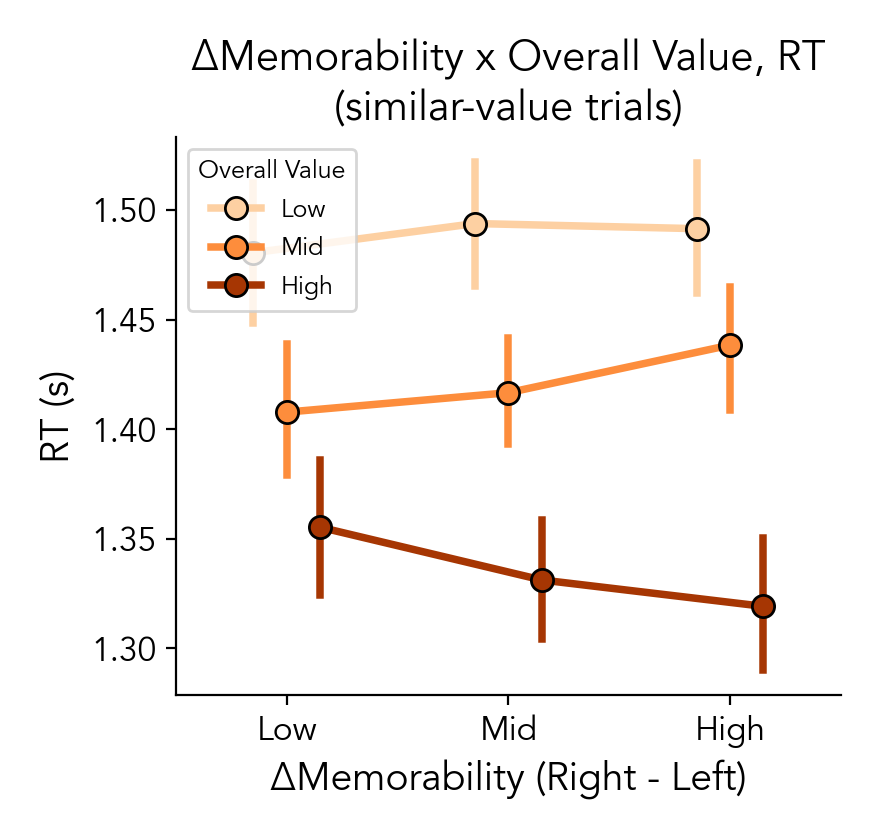 ΔMemorability x Overall Value, RT
(similar-value trials)
Overall Value
Low
Mid
High
1.50
1.45
1.40
1.35
1.30
RT (s)
Low Mid High
ΔMemorability (Right - Left)